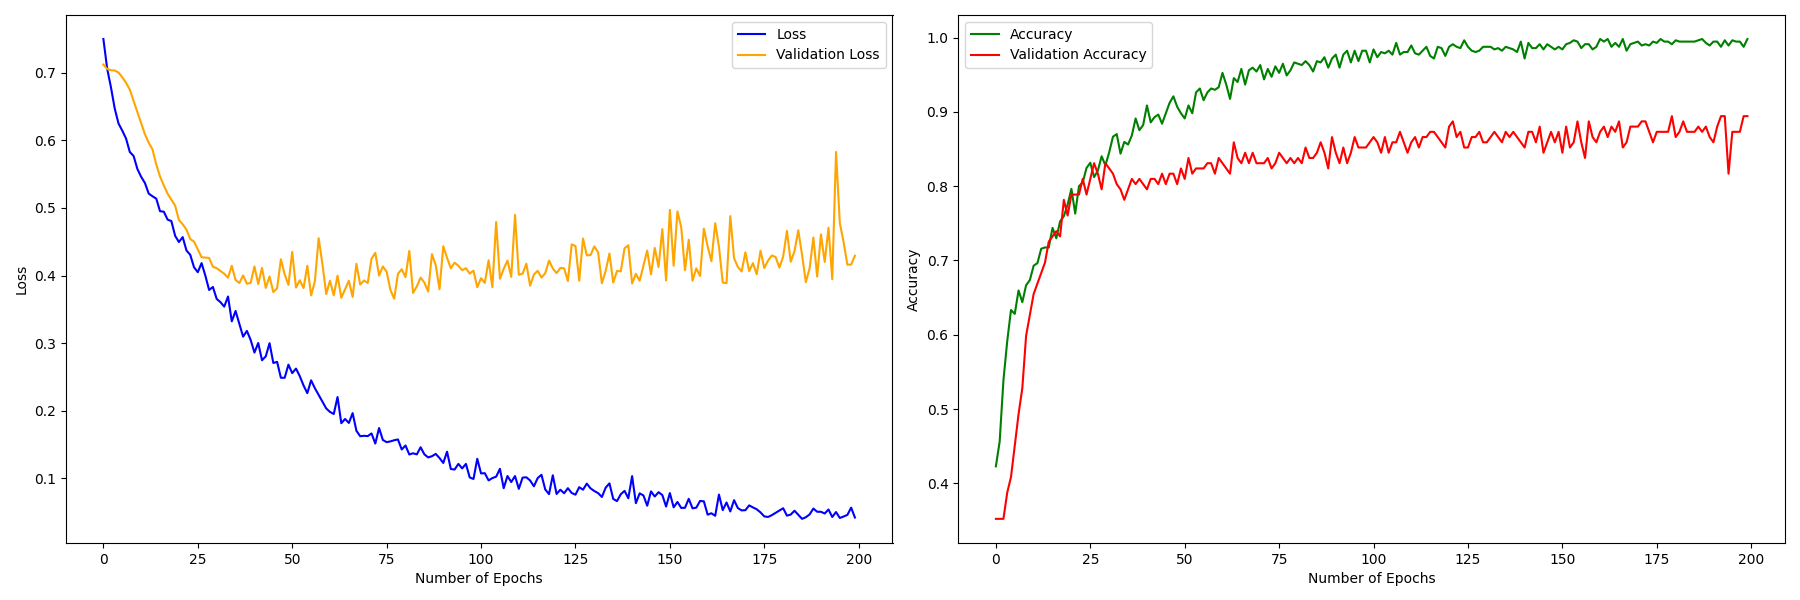 Loss
Validation Loss
0.7
0.6
0.5
0.4
0.3
0.2
0.1
Loss
0 25 50 75 100 125 150 175 200
Number of Epochs
Accuracy
Validation Accuracy
1.0
0.9
0.8
0.7
0.6
0.5
0.4
Accuracy
0 25 50 75 100 125 150 175 200
Number of Epochs